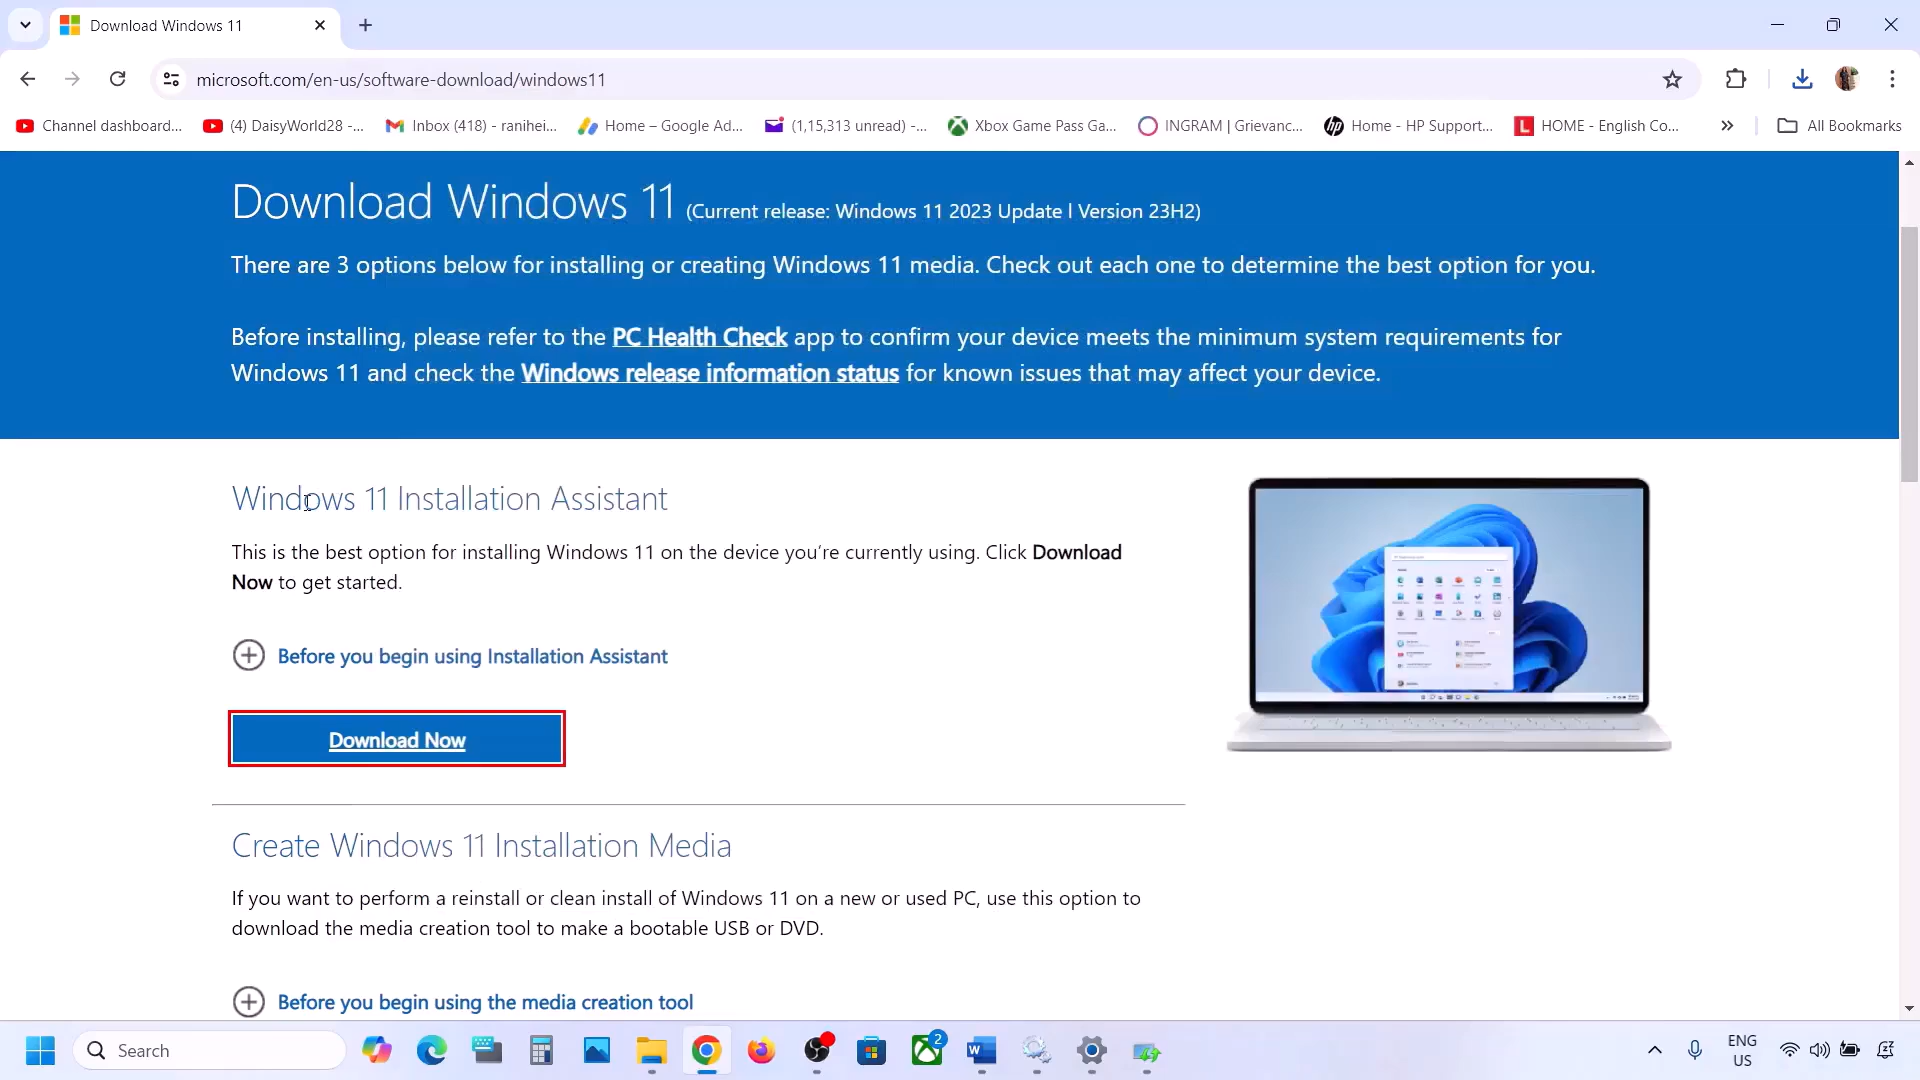 Download Windows 11
microsoft.com/en-us/software-download/windows11
Channel dashboard...
(4) DaisyWorld28 -...
Inbox (418) - ranihei...
Home – Google Ad...
(1,15,313 unread) -...
Xbox Game Pass Ga...
INGRAM | Grievanc...
Home - HP Support...
HOME - English Co...
All Bookmarks
Download Windows 11 (Current release: Windows 11 2023 Update l Version 23H2)
There are 3 options below for installing or creating Windows 11 media. Check out each one to determine the best option for you.
Before installing, please refer to the PC Health Check app to confirm your device meets the minimum system requirements for
Windows 11 and check the Windows release information status for known issues that may affect your device.
Windows 11 Installation Assistant
This is the best option for installing Windows 11 on the device you’re currently using. Click Download
Now to get started.
Before you begin using Installation Assistant
Download Now
Create Windows 11 Installation Media
If you want to perform a reinstall or clean install of Windows 11 on a new or used PC, use this option to
download the media creation tool to make a bootable USB or DVD.
Before you begin using the media creation tool
Search
2
ENG
US